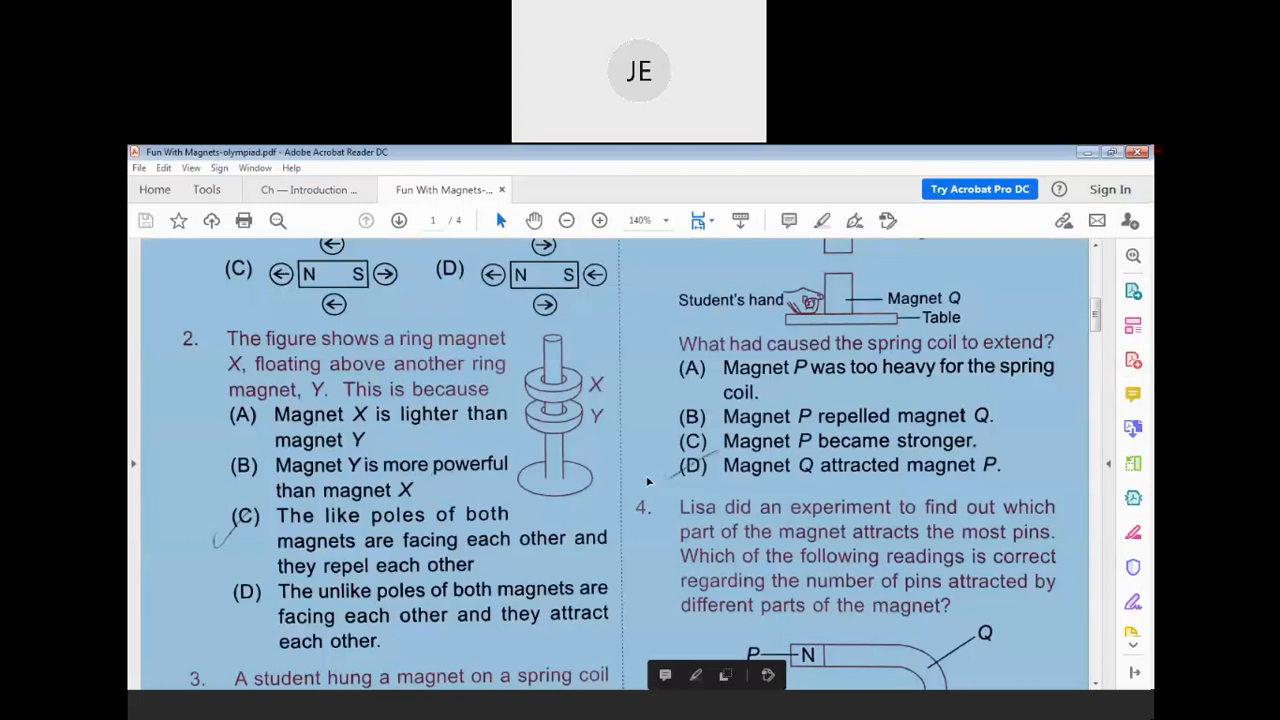 JE
Fun With Magnets-olympiad.pdf - Adobe Acrobat Reader DC
File Edit View Sign Window Help
Home Tools Ch — Introduction ... Fun With Magnets-... × Try Acrobat Pro DC Sign In
1 / 4 140%
(C) N S (D) N S
2. The figure shows a ring magnet
X, floating above another ring
magnet, Y. This is because
(A) Magnet X is lighter than
magnet Y
(B) Magnet Y is more powerful
than magnet X
(C) The like poles of both
magnets are facing each other and
they repel each other
(D) The unlike poles of both magnets are
facing each other and they attract
each other.
X
Y
3. A student hung a magnet on a spring coil
Student's hand
Magnet Q
Table
What had caused the spring coil to extend?
(A) Magnet P was too heavy for the spring
coil.
(B) Magnet P repelled magnet Q.
(C) Magnet P became stronger.
(D) Magnet Q attracted magnet P.
4. Lisa did an experiment to find out which
part of the magnet attracts the most pins.
Which of the following readings is correct
regarding the number of pins attracted by
different parts of the magnet?
Q
P N